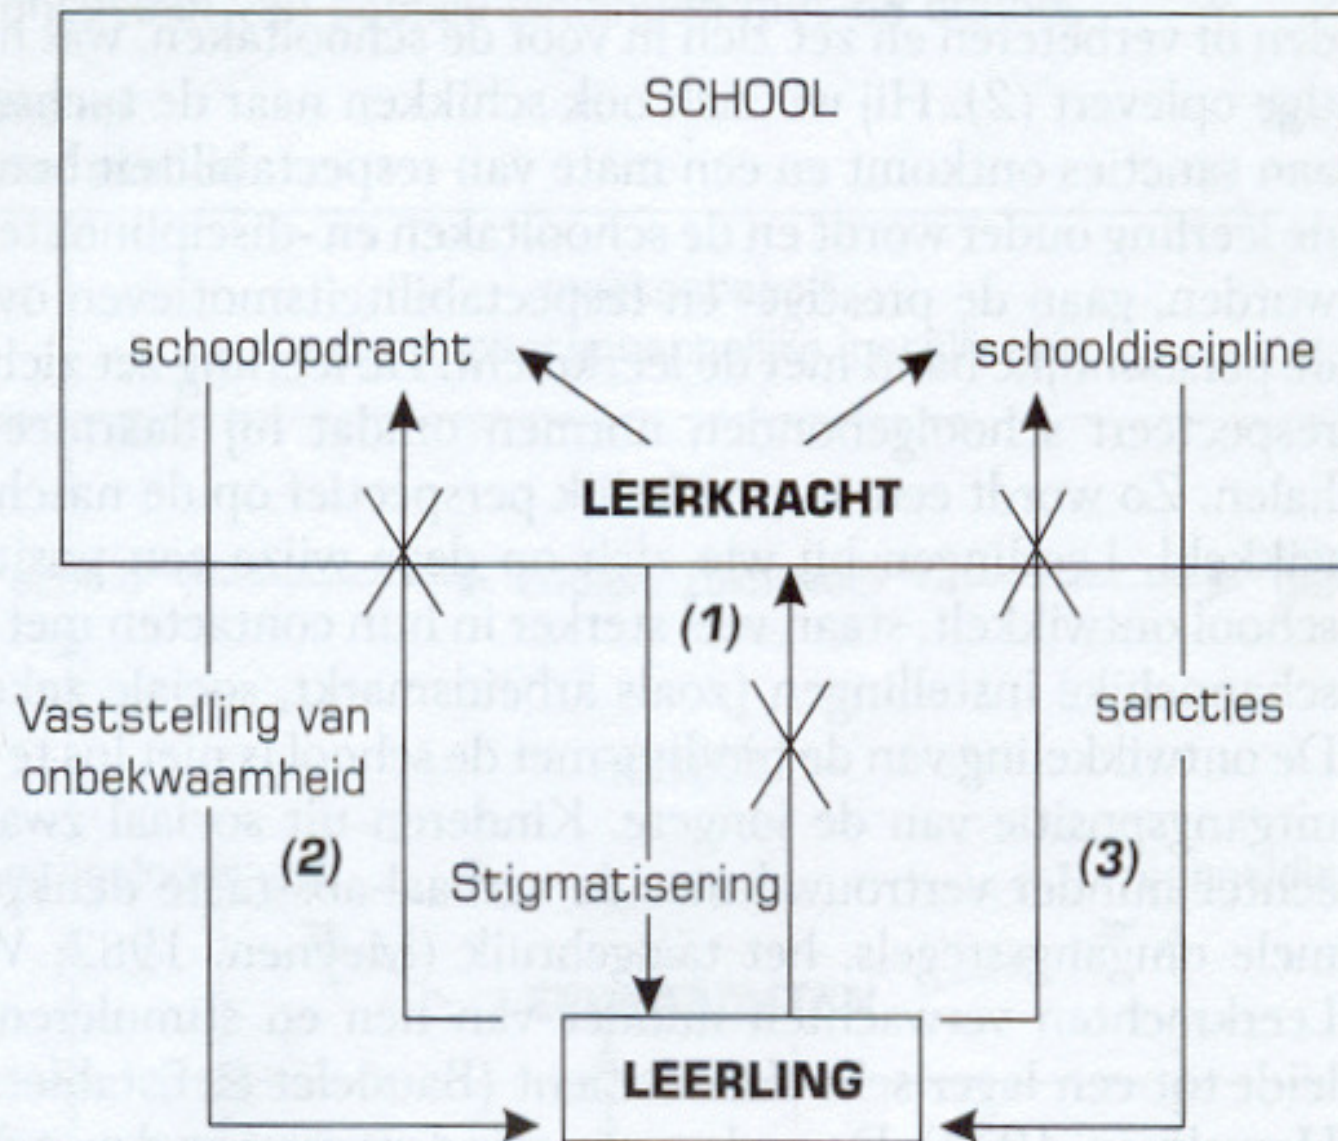 SCHOOL
schoolopdracht
schooldiscipline
LEERKRACHT
(1)
Vaststelling van
onbekwaamheid
sancties
(2)
Stigmatisering
(3)
LEERLING